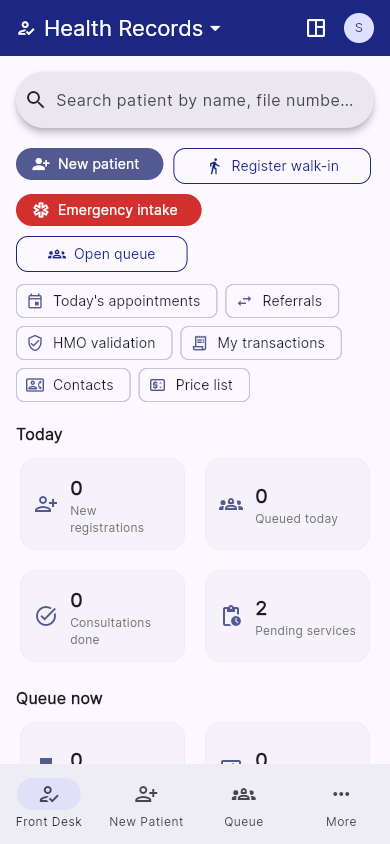 Health Records
S
Search patient by name, file numbe...
New patient
Register walk-in
Emergency intake
Open queue
Today's appointments
Referrals
HMO validation
My transactions
Contacts
Price list
Today
0
New
registrations
0
Queued today
0
Consultations
done
2
Pending services
Queue now
0
0
Front Desk
New Patient
Queue
More